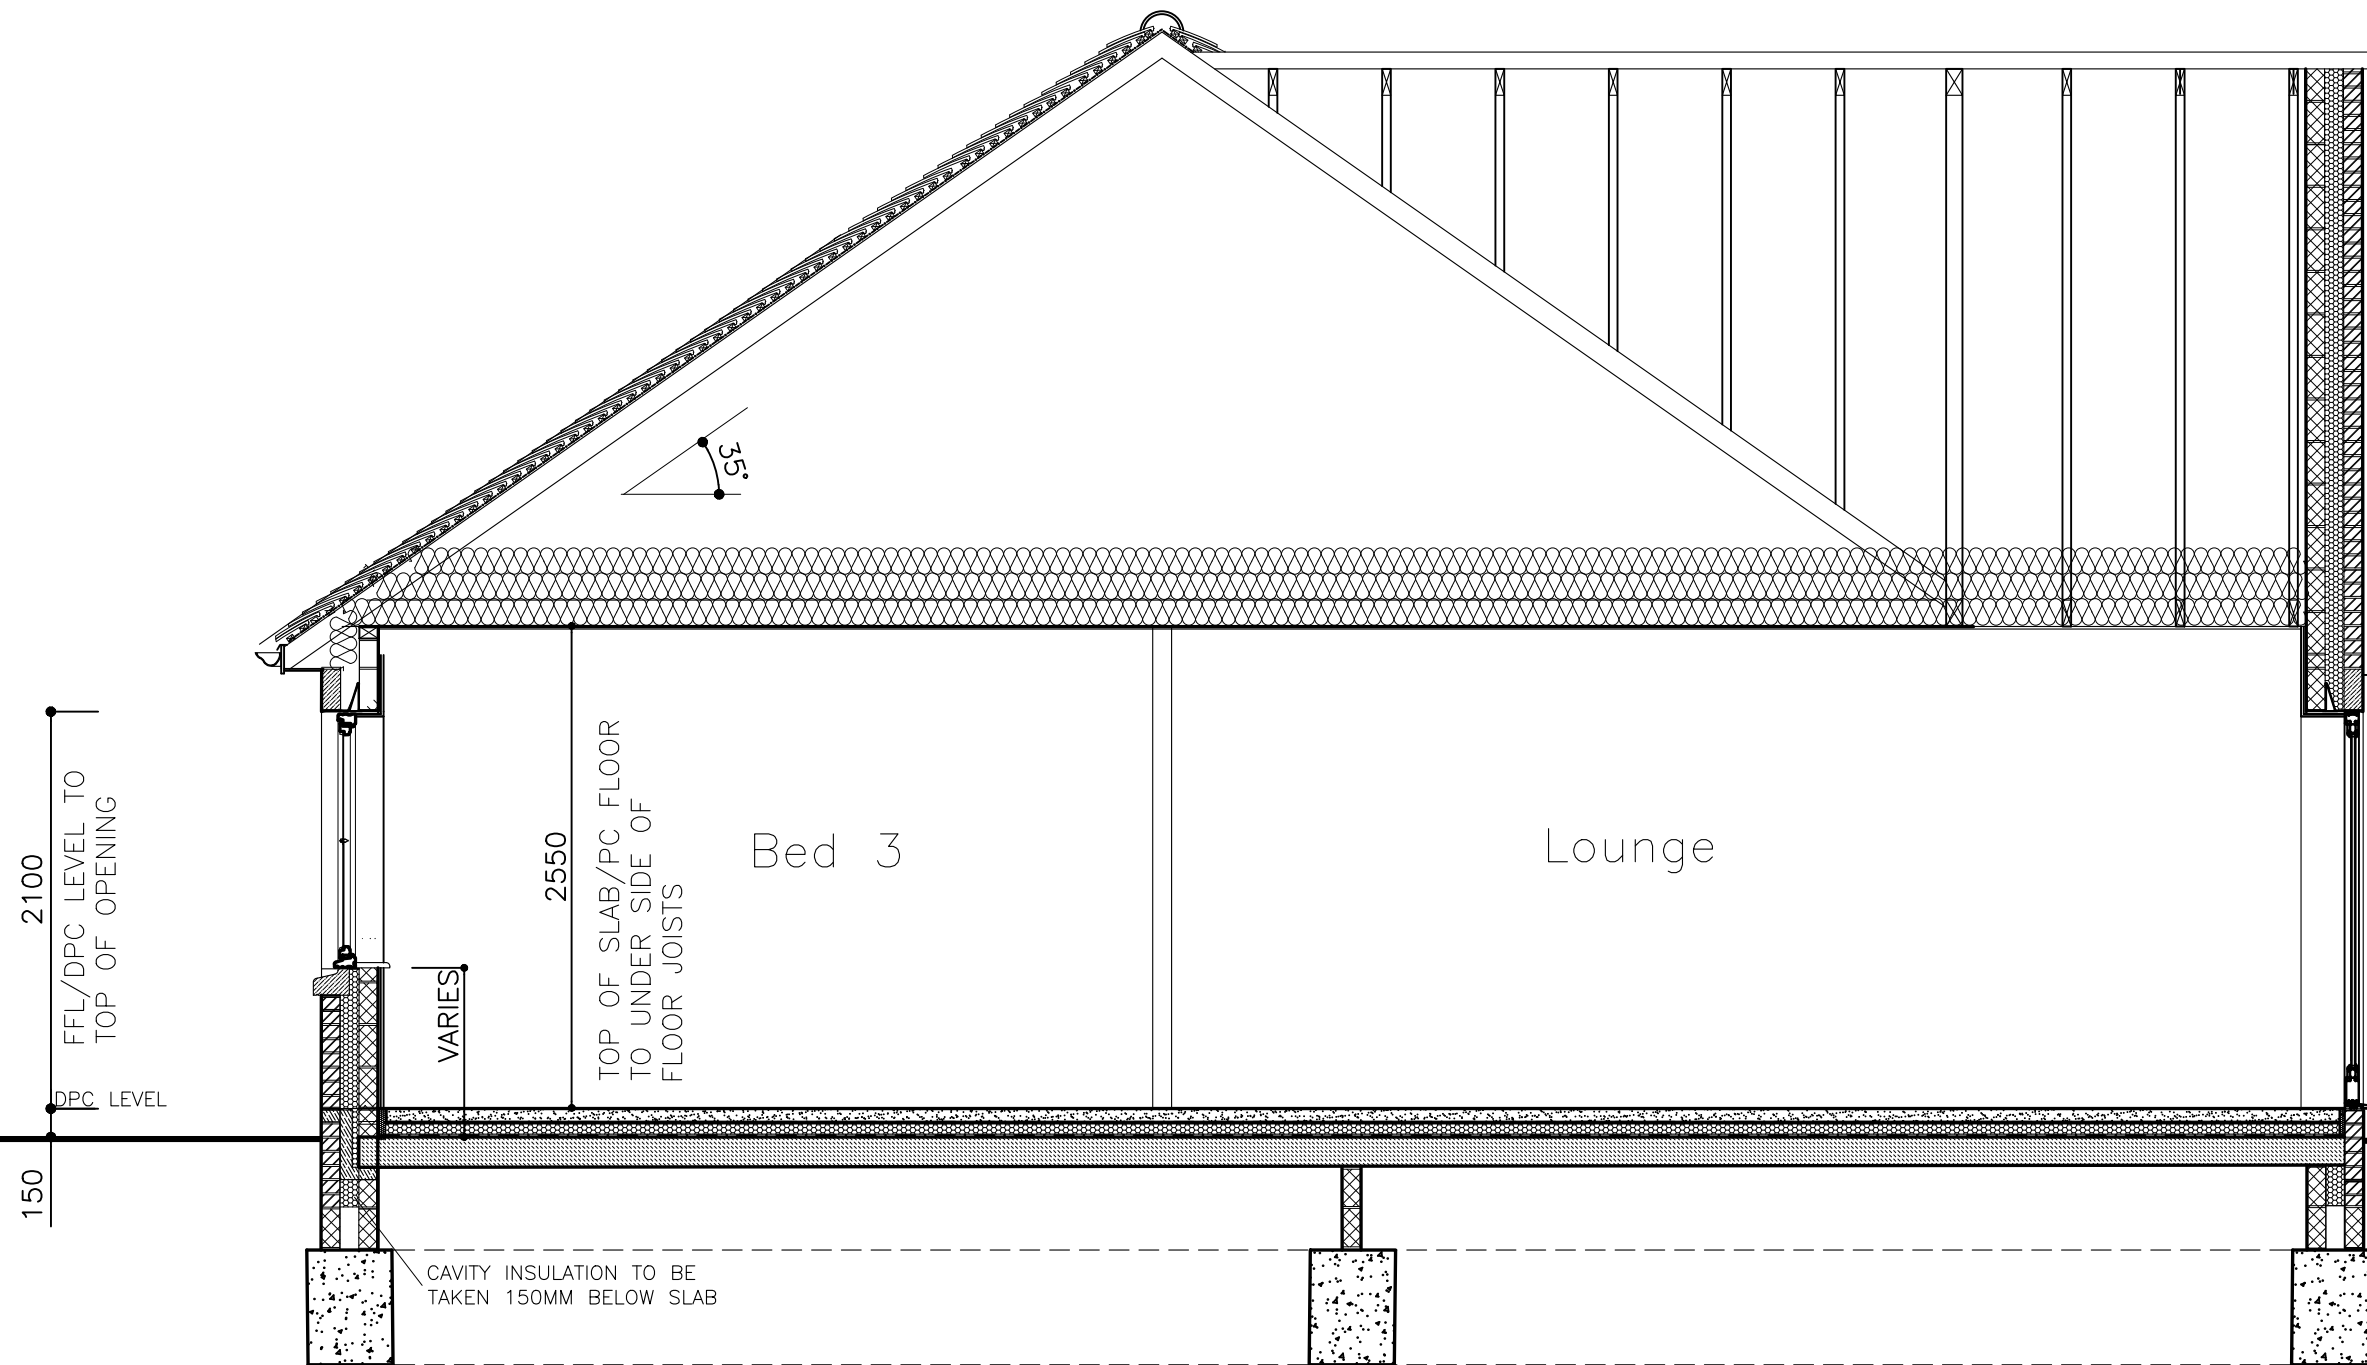 35°
2100
FFL/DPC LEVEL TO
TOP OF OPENING
2550
TOP OF SLAB/PC FLOOR
TO UNDER SIDE OF
FLOOR JOISTS
Bed 3
Lounge
VARIES
DPC LEVEL
150
CAVITY INSULATION TO BE
TAKEN 150MM BELOW SLAB